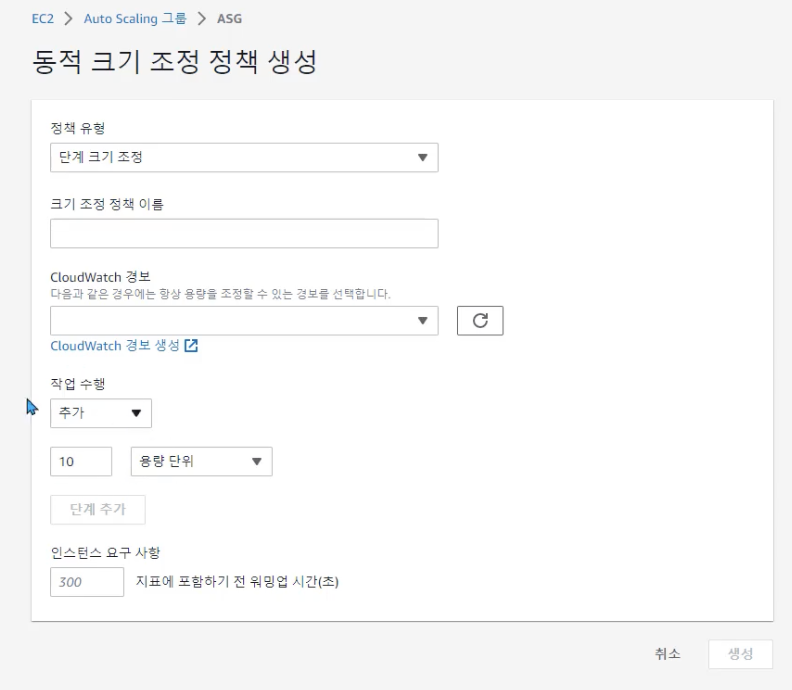 EC2 > Auto Scaling 그룹 > ASG
동적 크기 조정 정책 생성
정책 유형
단계 크기 조정
크기 조정 정책 이름
CloudWatch 경보
다음과 같은 경우에는 항상 용량을 조정할 수 있는 경보를 선택합니다.
CloudWatch 경보 생성
작업 수행
추가
10 용량 단위
단계 추가
인스턴스 요구 사항
300 지표에 포함하기 전 워밍업 시간(초)
취소 생성